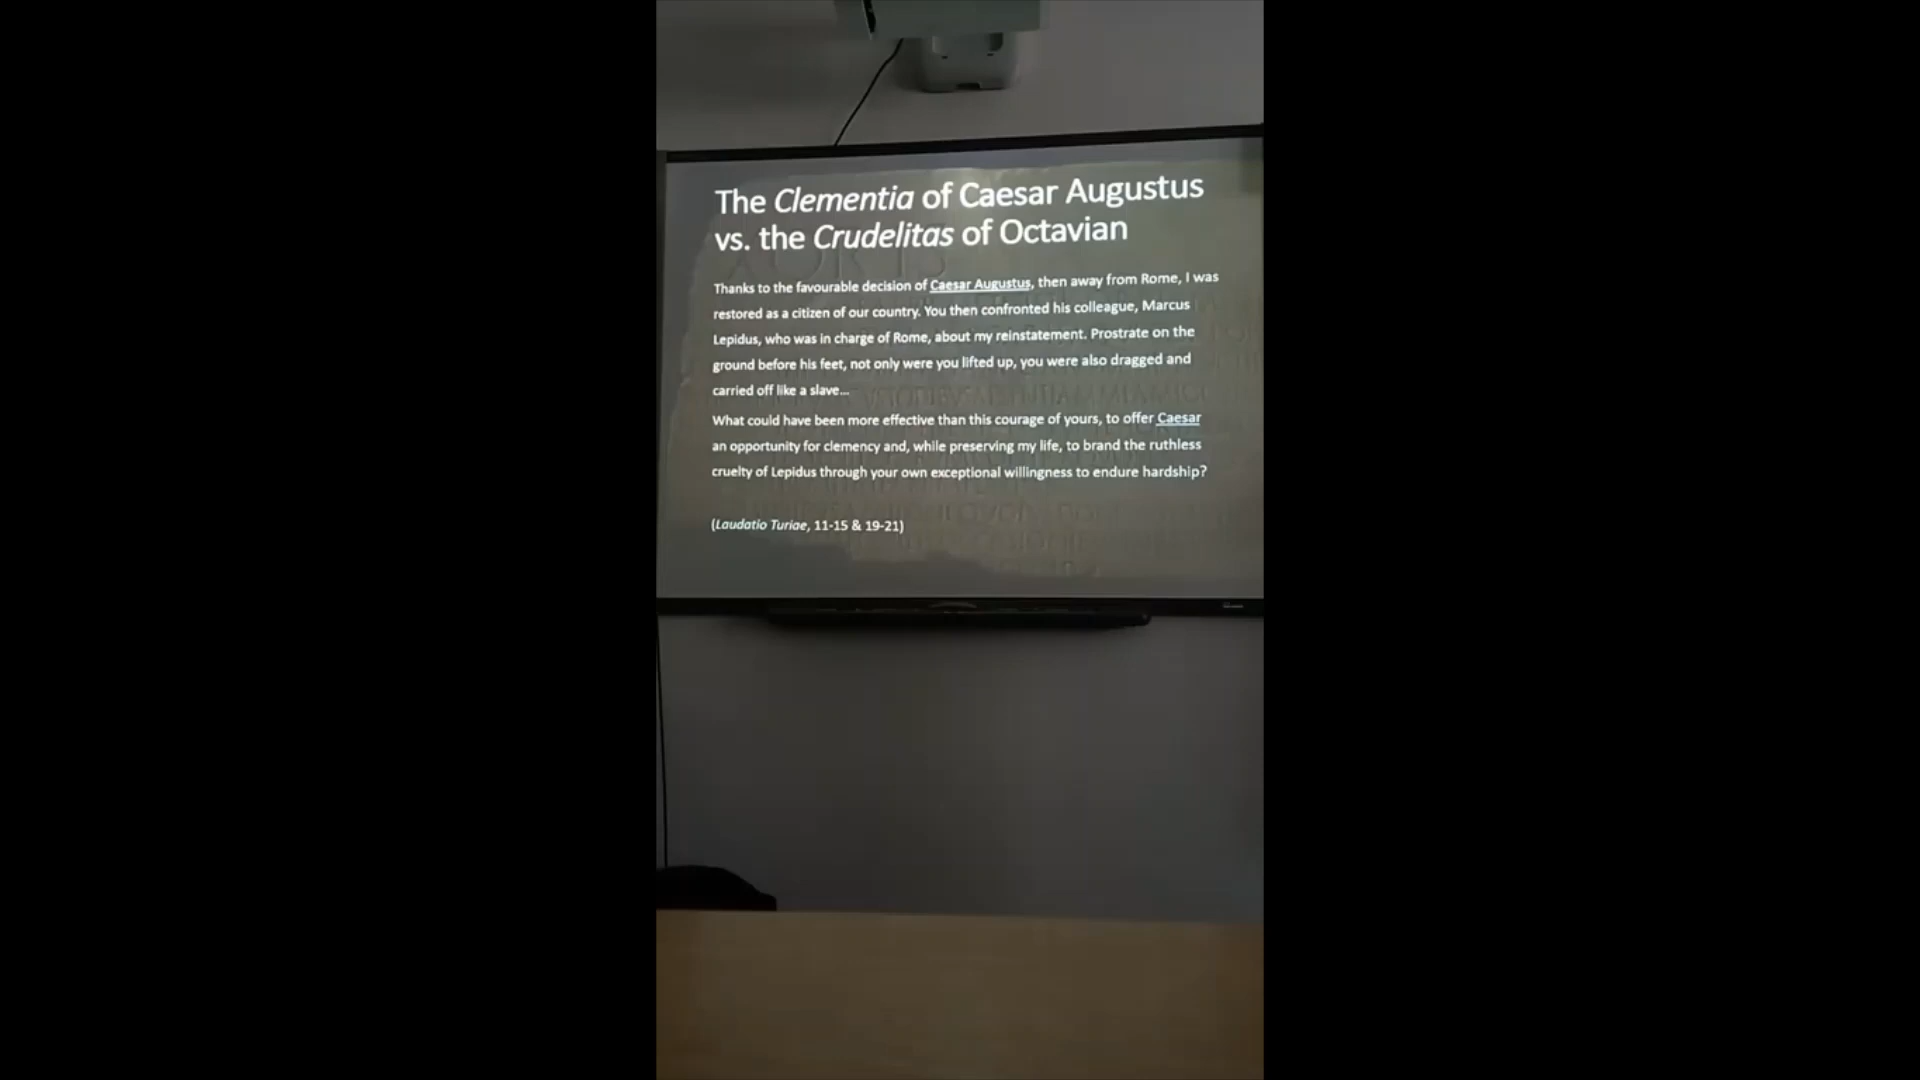 The Clementia of Caesar Augustus
vs. the Crudelitas of Octavian
Thanks to the favourable decision of Caesar Augustus, then away from Rome, I was
restored as a citizen of our country. You then confronted his colleague, Marcus
Lepidus, who was in charge of Rome, about my reinstatement. Prostrate on the
ground before his feet, not only were you lifted up, you were also dragged and
carried off like a slave...
What could have been more effective than this courage of yours, to offer Caesar
an opportunity for clemency and, while preserving my life, to brand the ruthless
cruelty of Lepidus through your own exceptional willingness to endure hardship?
(Laudatio Turiae, 11-15 & 19-21)